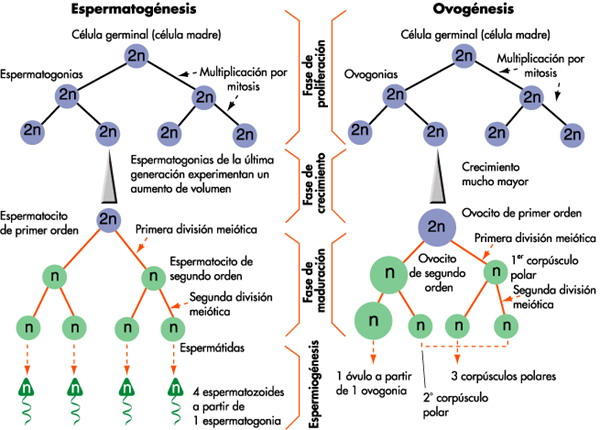 Espermatogénesis
Célula germinal (célula madre)
2n
Espermatogonias
Multiplicación por
mitosis
2n
2n
2n
2n
2n
2n
Espermatogonias de la última
generación experimentan un
aumento de volumen
Espermatocito
de primer orden
2n
Primera división meiótica
Espermatocito de
segundo orden
n
n
Segunda división
meiótica
n
n
n
n
Espermátidas
n
n
n
n
4 espermatozoides
a partir de
1 espermatogonia
Fase de
proliferación
Fase de
crecimiento
Fase de
maduración
Espermiogénesis
Ovogénesis
Célula germinal (célula madre)
2n
Ovogonias
Multiplicación por
mitosis
2n
2n
2n
2n
2n
2n
Crecimiento
mucho mayor
Ovocito de primer orden
2n
Primera división meiótica
Ovocito
de segundo
orden
n
n
1er corpúsculo
polar
Segunda división
meiótica
n
n
n
n
1 óvulo a partir
de 1 ovogonia
3 corpúsculos polares
2° corpúsculo
polar